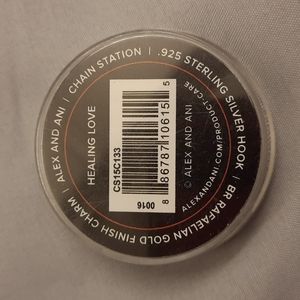 ALEX AND ANI | CHAIN STATION | .925 STERLING SILVER HOOK | BR RAFAELIAN GOLD FINISH CHARM |
HEALING LOVE
CS15C133
8 86787 10615 5
0016
© ALEX AND ANI
ALEXANDANI.COM/PRODUCT-CARE